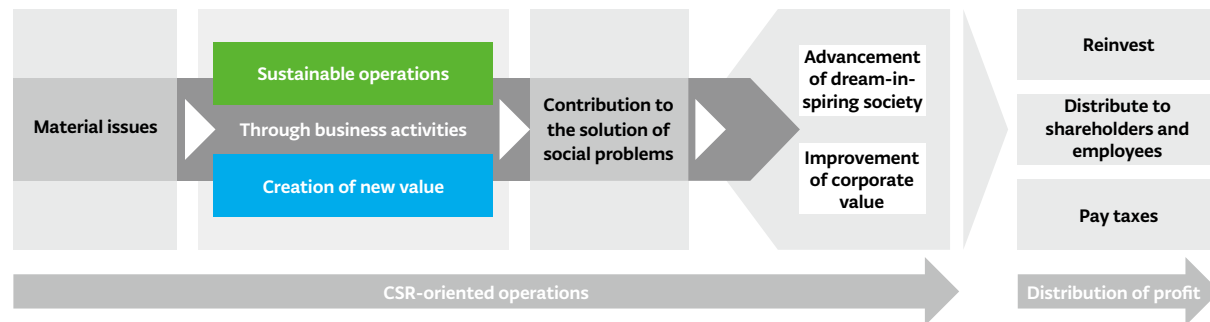 Material issues
Sustainable operations
Through business activities
Creation of new value
Contribution to
the solution of
social problems
Advancement
of dream-in-
spiring society
Improvement
of corporate
value
Reinvest
Distribute to
shareholders and
employees
Pay taxes
CSR-oriented operations
Distribution of profit